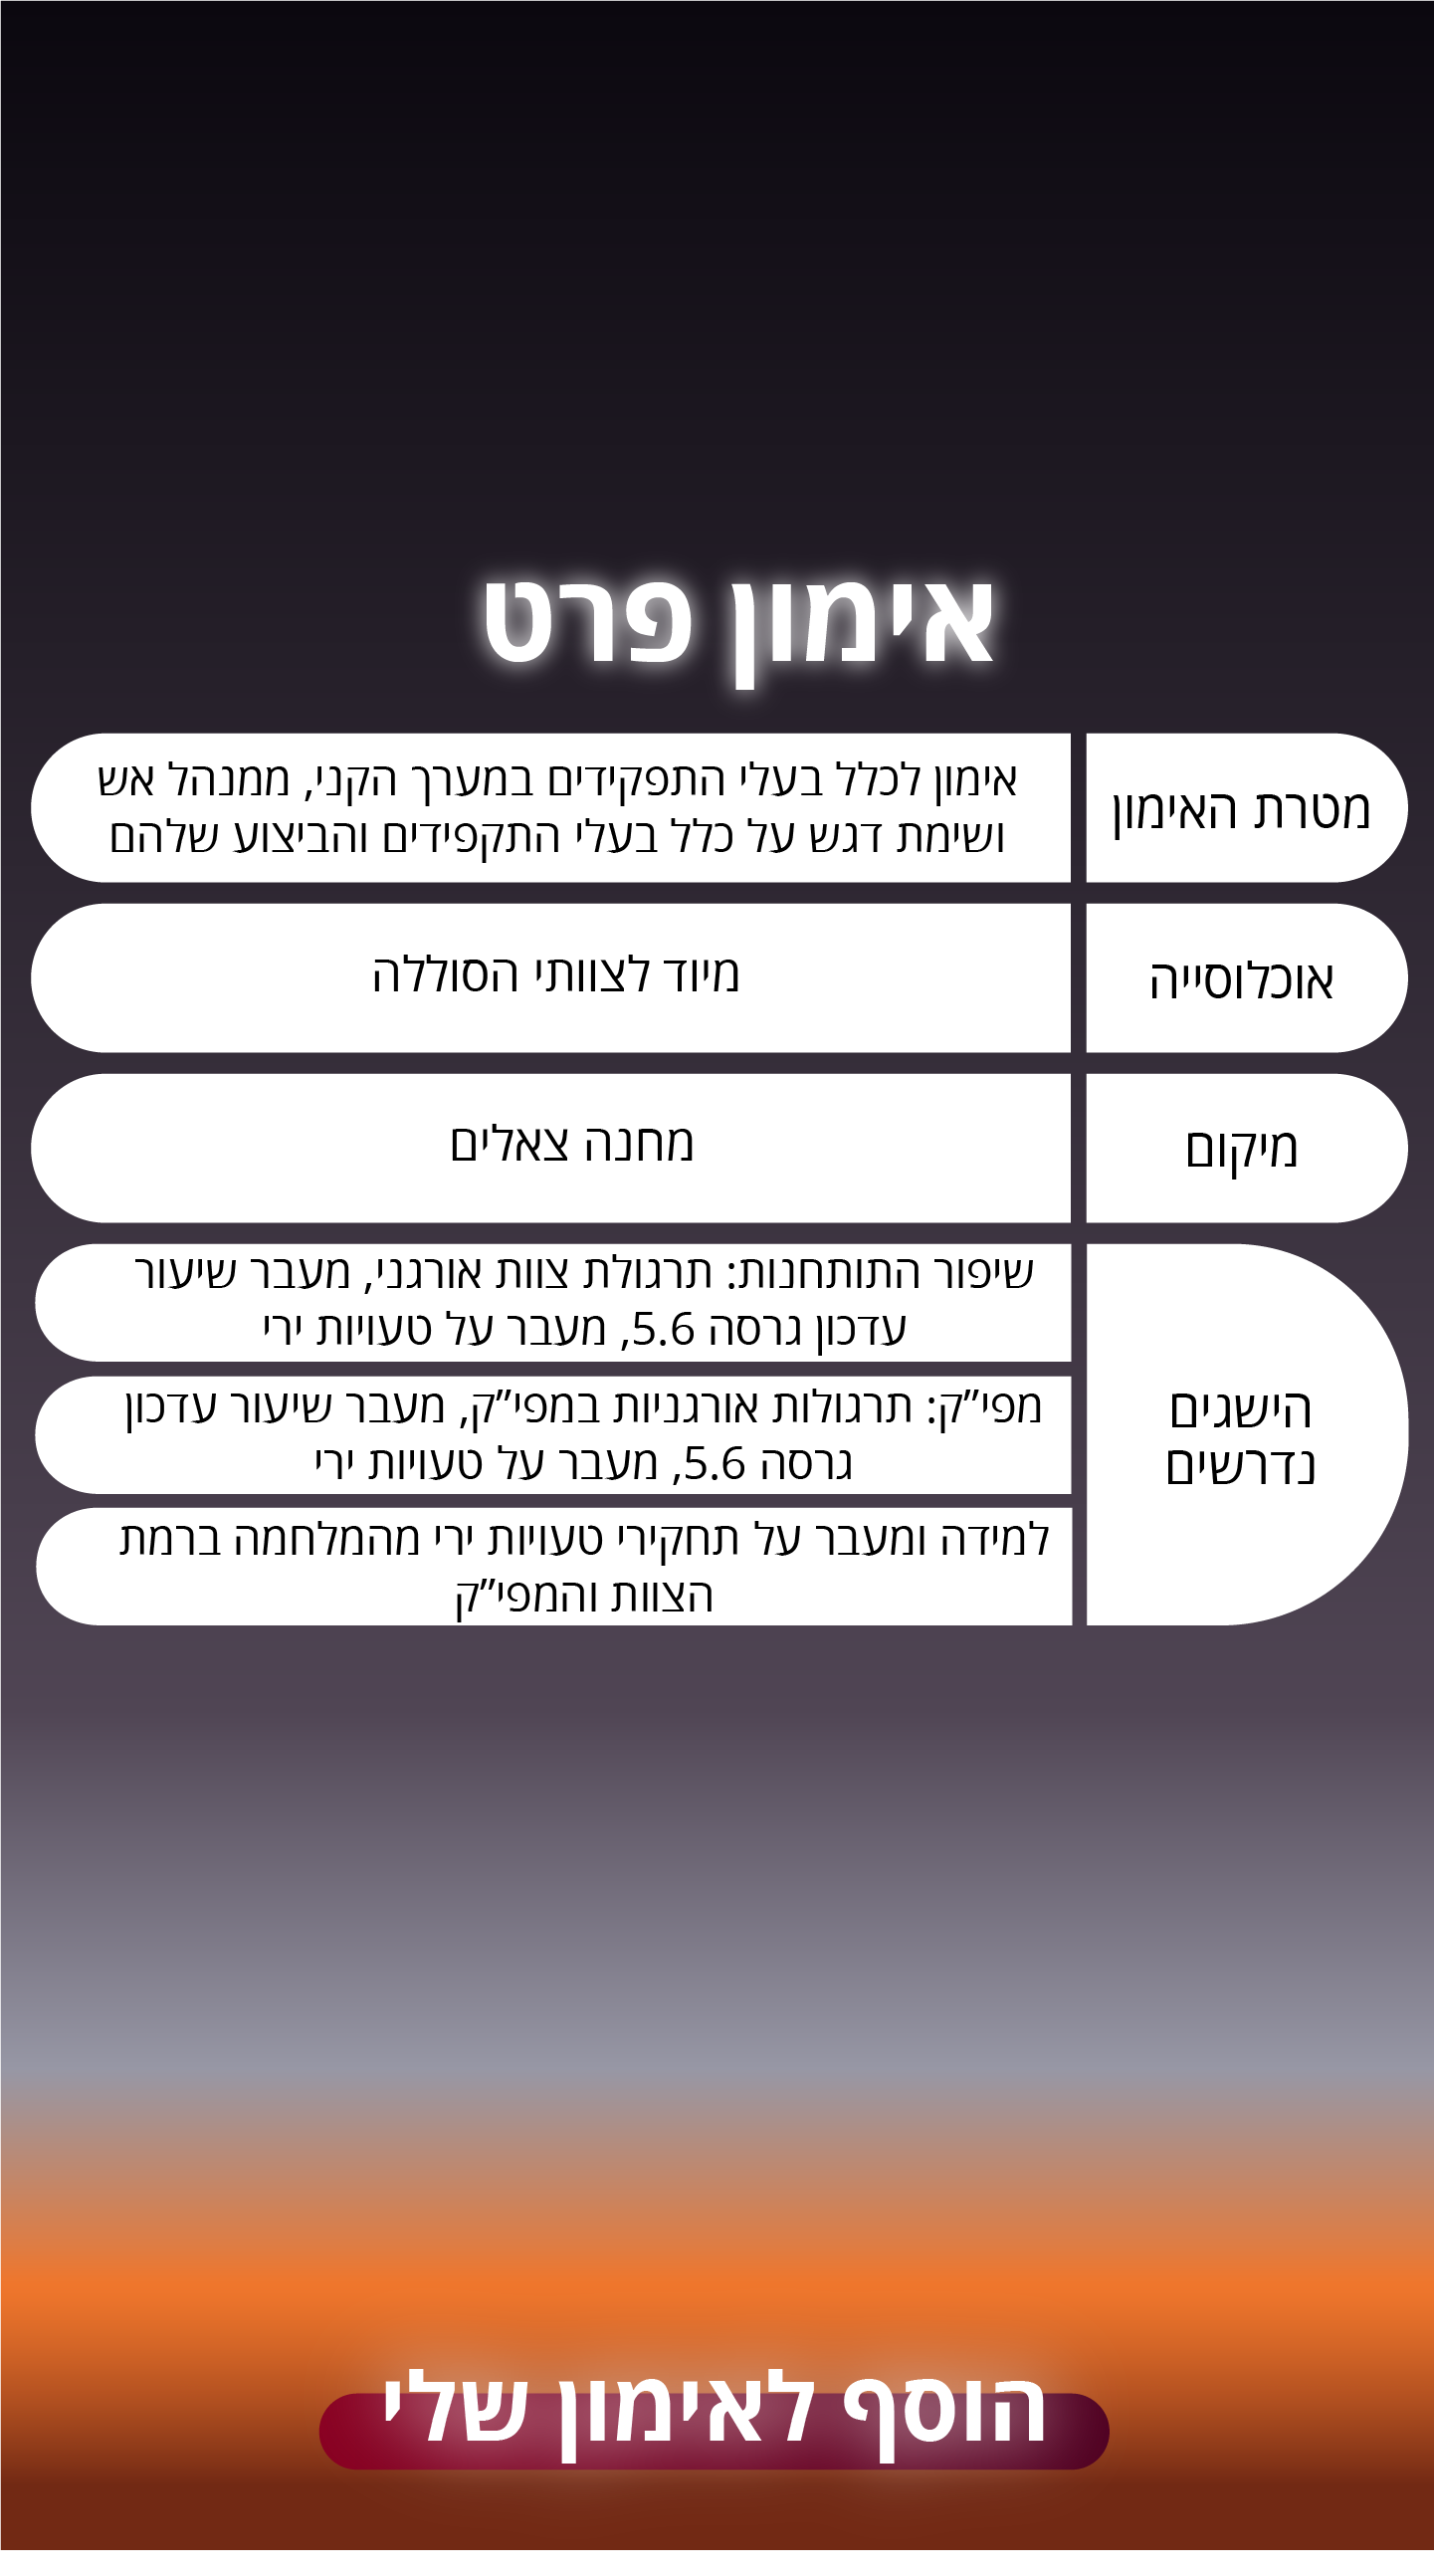 אימון פרט
מטרת האימון
אימון לכלל בעלי התפקידים במערך הקני, ממנהל אש
ושימת דגש על כלל בעלי התקפידים והביצוע שלהם
אוכלוסייה
מיוד לצוותי הסוללה
מיקום
מחנה צאלים
הישגים
נדרשים
שיפור התותחנות: תרגולת צוות אורגני, מעבר שיעור
עדכון גרסה 5.6, מעבר על טעויות ירי
מפי״ק: תרגולות אורגניות במפי״ק, מעבר שיעור עדכון
גרסה 5.6, מעבר על טעויות ירי
למידה ומעבר על תחקירי טעויות ירי מהמלחמה ברמת
הצוות והמפי״ק
הוסף לאימון שלי